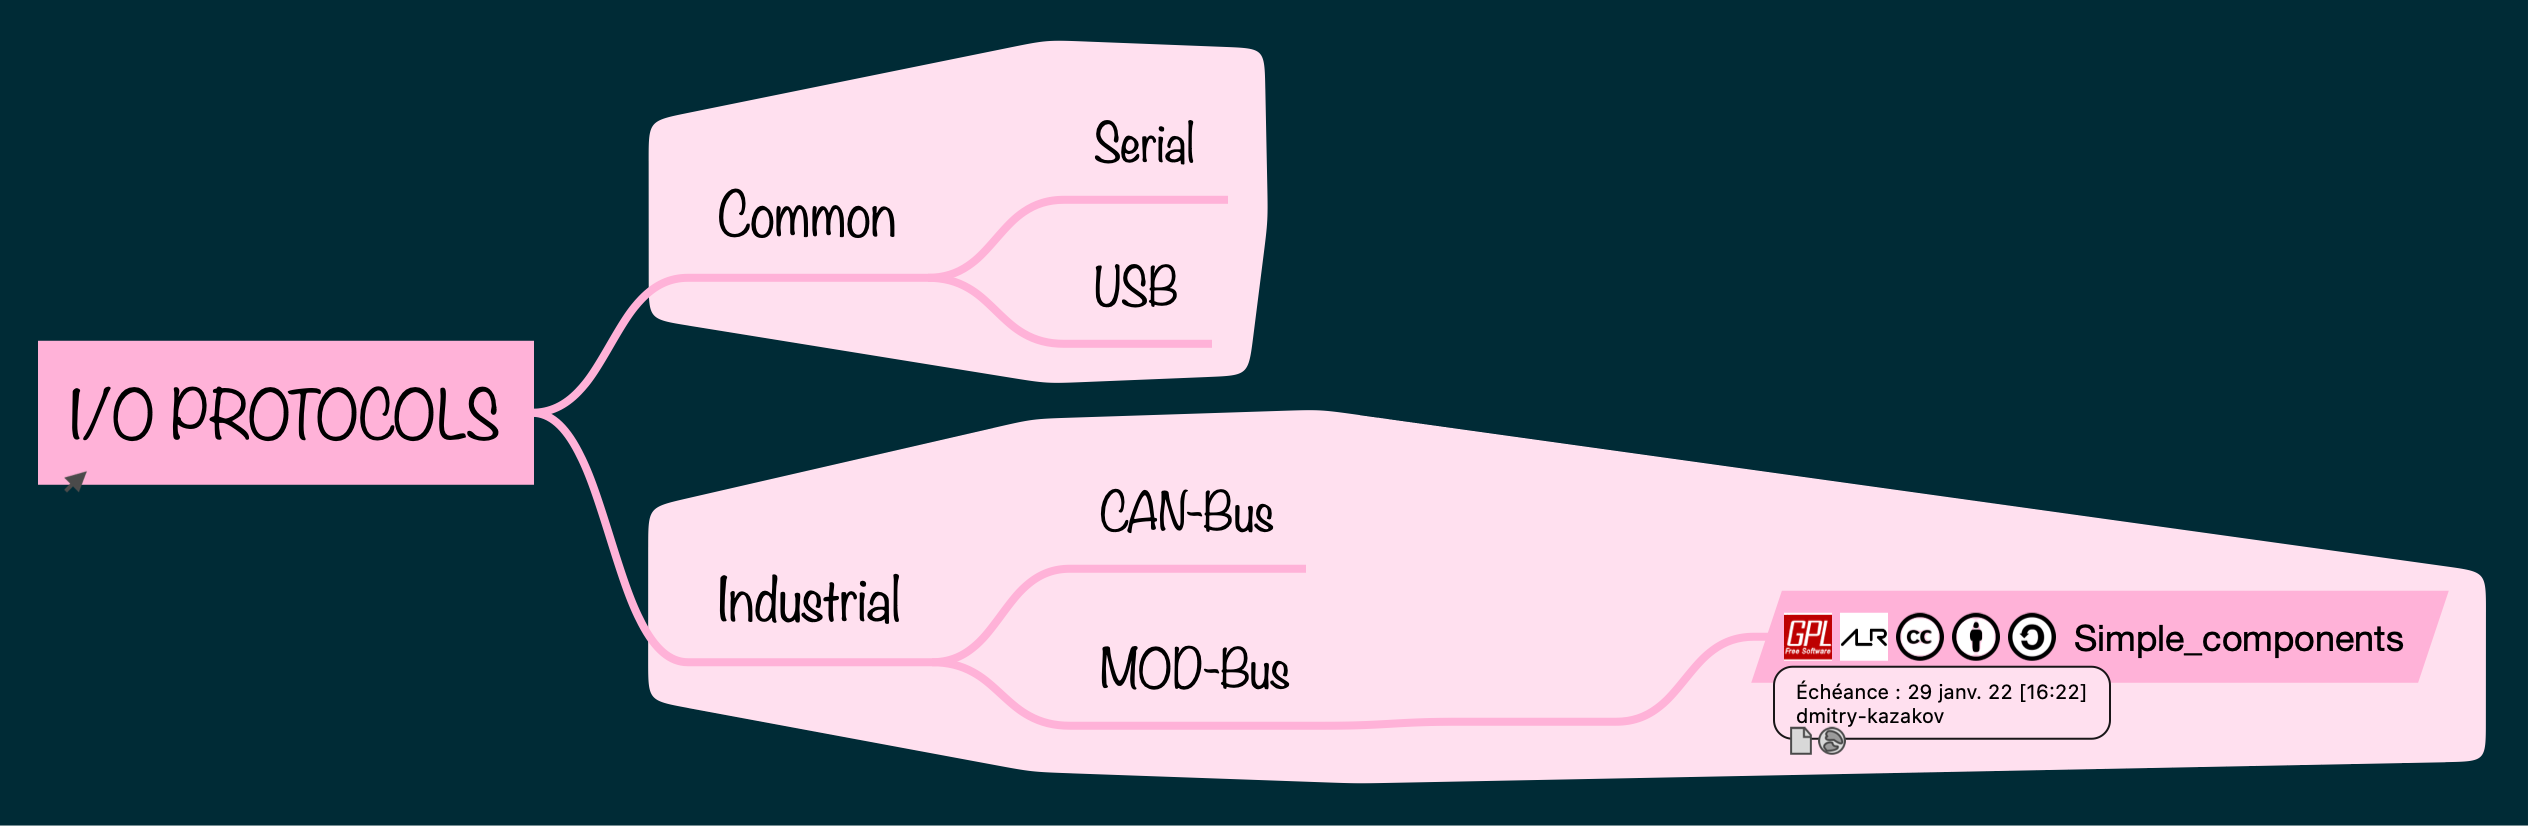 Serial
Common
USB
I/O PROTOCOLS
CAN-Bus
Industrial
MOD-Bus
GPL
Free Software
ALR
cc
Simple_components
Échéance : 29 janv. 22 [16:22]
dmitry-kazakov